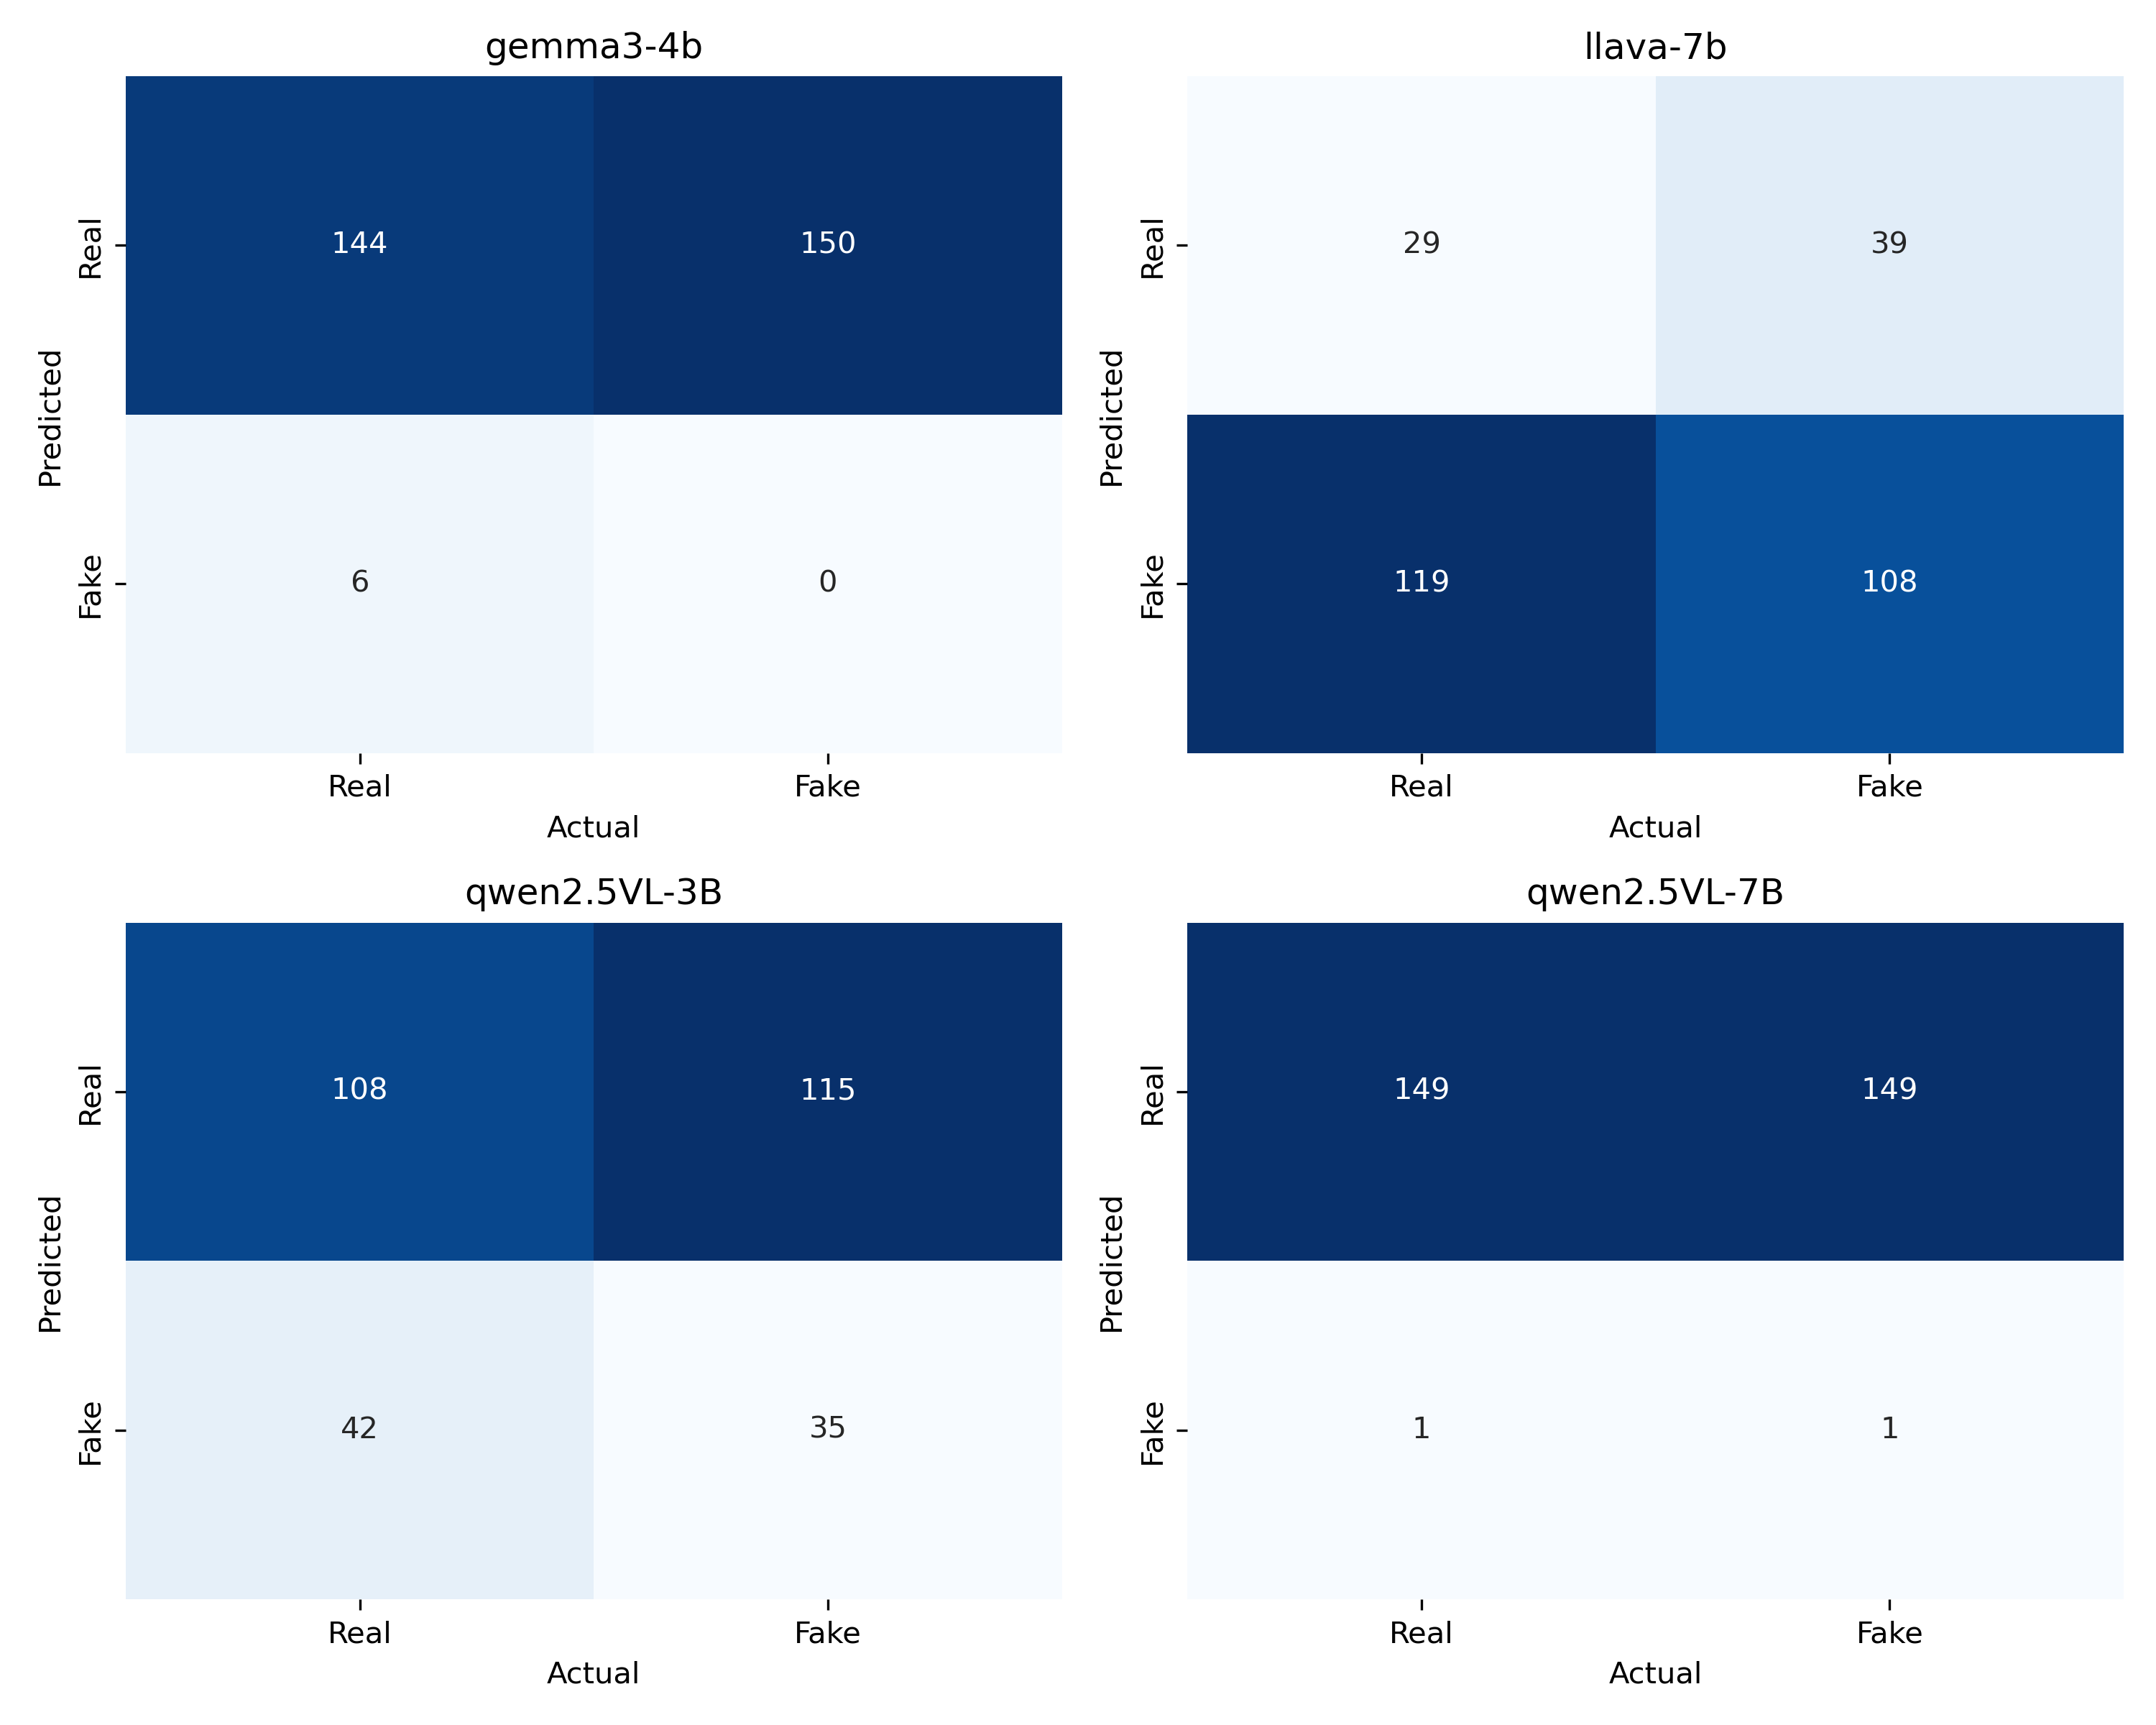 gemma3-4b
Predicted
Real
144
150
Fake
6
0
Real
Fake
Actual
llava-7b
Predicted
Real
29
39
Fake
119
108
Real
Fake
Actual
qwen2.5VL-3B
Predicted
Real
108
115
Fake
42
35
Real
Fake
Actual
qwen2.5VL-7B
Predicted
Real
149
149
Fake
1
1
Real
Fake
Actual